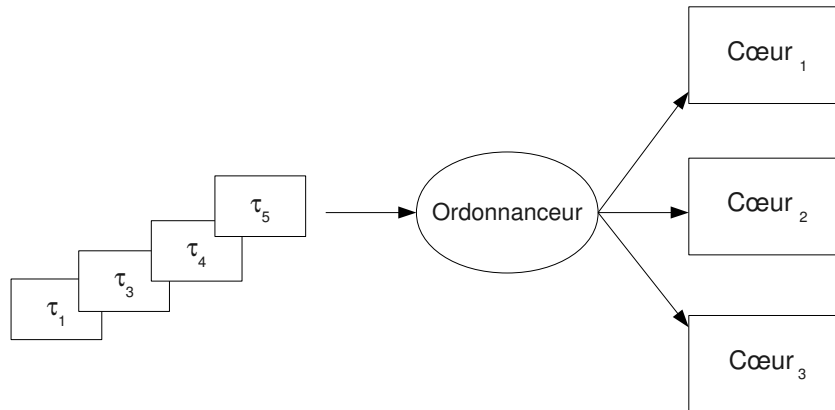 τ1
τ3
τ4
τ5
Ordonnanceur
Cœur 1
Cœur 2
Cœur 3